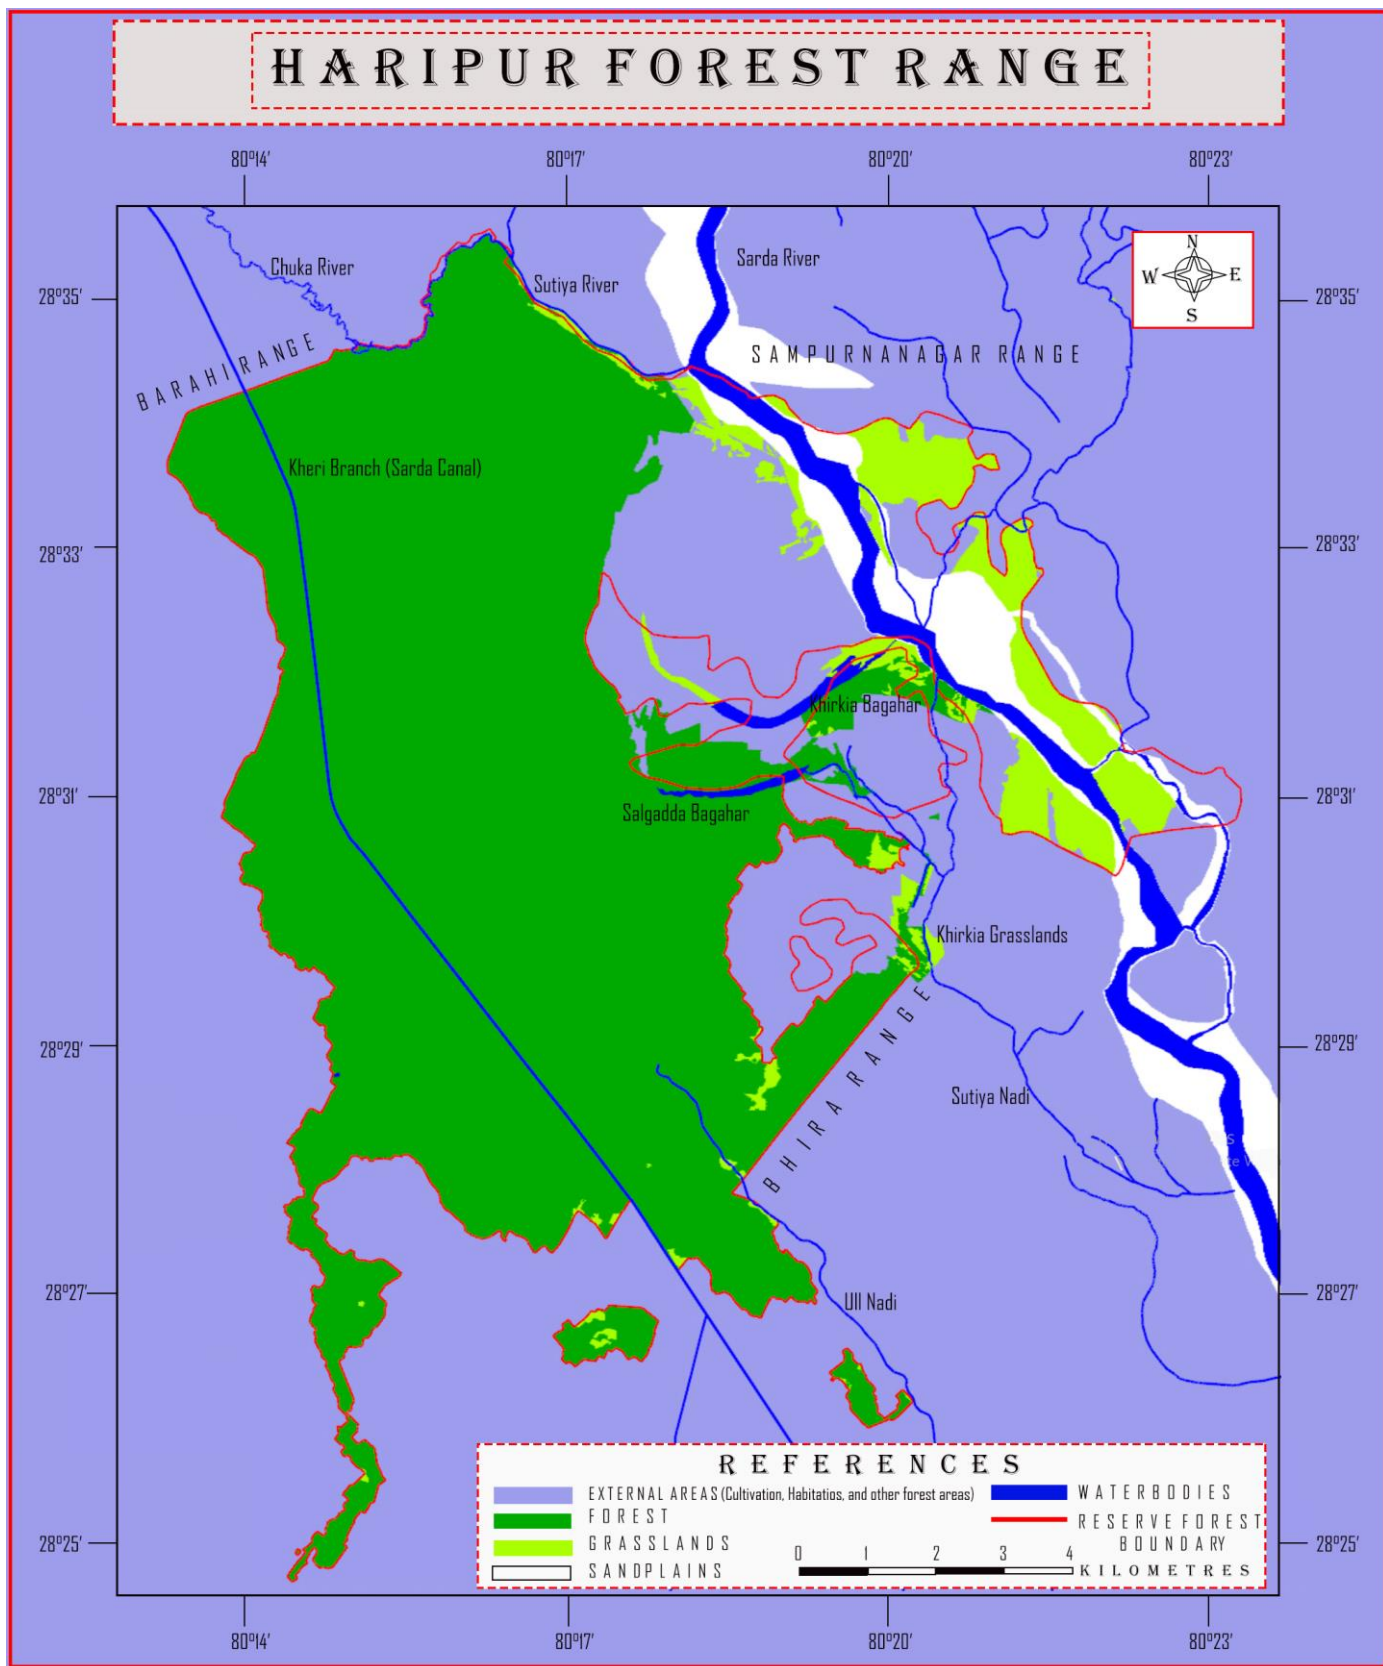 HARIPUR FOREST RANGE
80°14' 80°17' 80°20' 80°23'
Chuka River
Sutiya River
Sarda River
N
W E
S
28°35' 28°35'
BARAHI RANGE
SAMPURNANAGAR RANGE
Kheri Branch (Sarda Canal)
28°33' 28°33'
Khirkia Bagahar
28°31' 28°31'
Salgadda Bagahar
Khirkia Grasslands
BHIRA RANGE
28°29' 28°29'
Sutiya Nadi
28°27' 28°27'
Ull Nadi
REFERENCES
EXTERNAL AREAS (Cultivation, Habitatios, and other forest areas)
FOREST
GRASSLANDS
SANDPLAINS
WATERBODIES
RESERVE FOREST
BOUNDARY
0 1 2 3 4
KILOMETRES
28°25' 28°25'
80°14' 80°17' 80°20' 80°23'